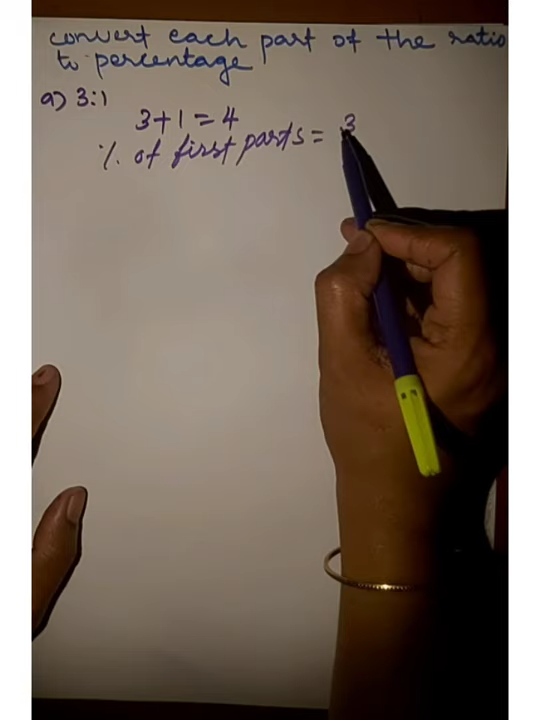 convert each part of the ratio
to percentage
a) 3:1
3+1=4
% of first parts = 3